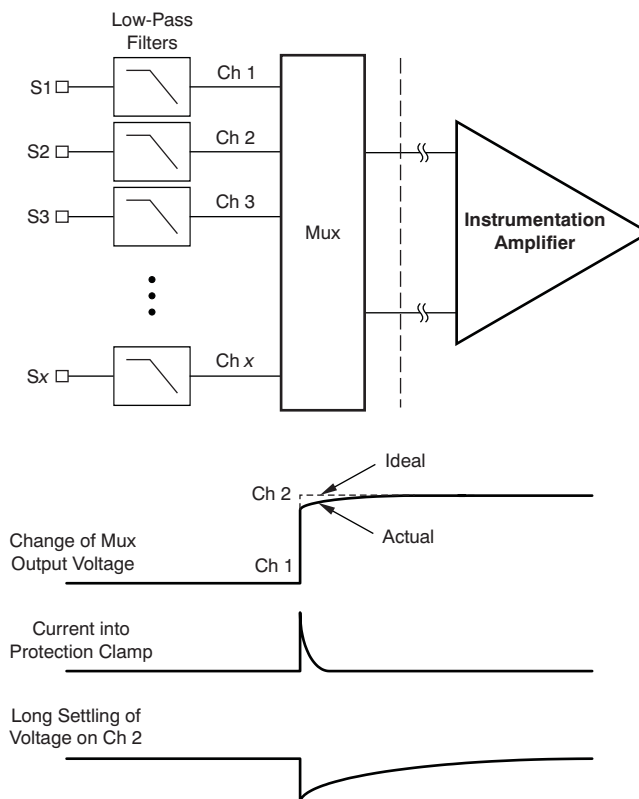 Low-Pass
Filters
S1
Ch 1
S2
Ch 2
S3
Ch 3
Mux
Instrumentation
Amplifier
Sx
Ch x
Ideal
Ch 2
Actual
Change of Mux
Output Voltage
Ch 1
Current into
Protection Clamp
Long Settling of
Voltage on Ch 2